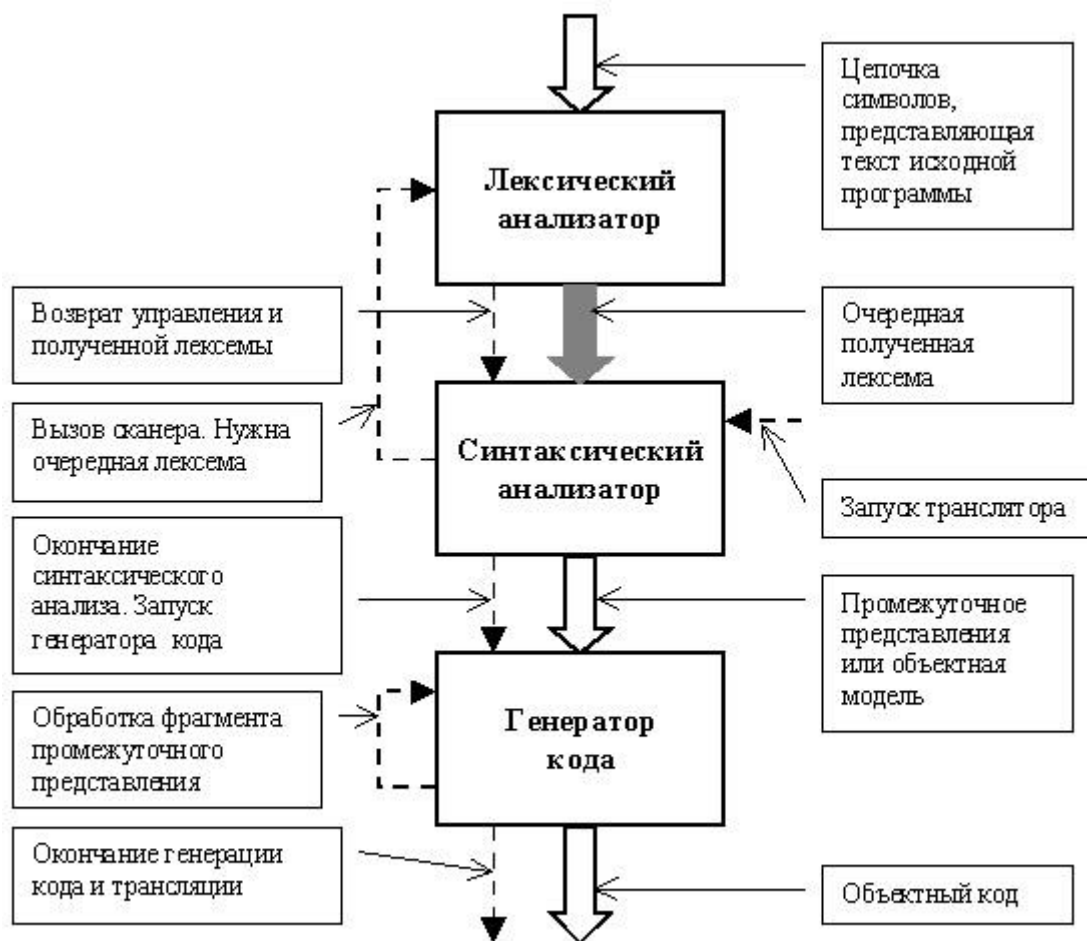 Цепочка
символов,
представляющая
текст исходной
программы
Лексический
анализатор
Возврат управления и
полученной лексемы
Очередная
полученная
лексема
Вызов сканера. Нужна
очередная лексема
Синтаксический
анализатор
Запуск транслятора
Окончание
синтаксического
анализа. Запуск
генератора кода
Промежуточное
представления
или объектная
модель
Обработка фрагмента
промежуточного
представления
Генератор
кода
Окончание генерации
кода и трансляции
Объектный код